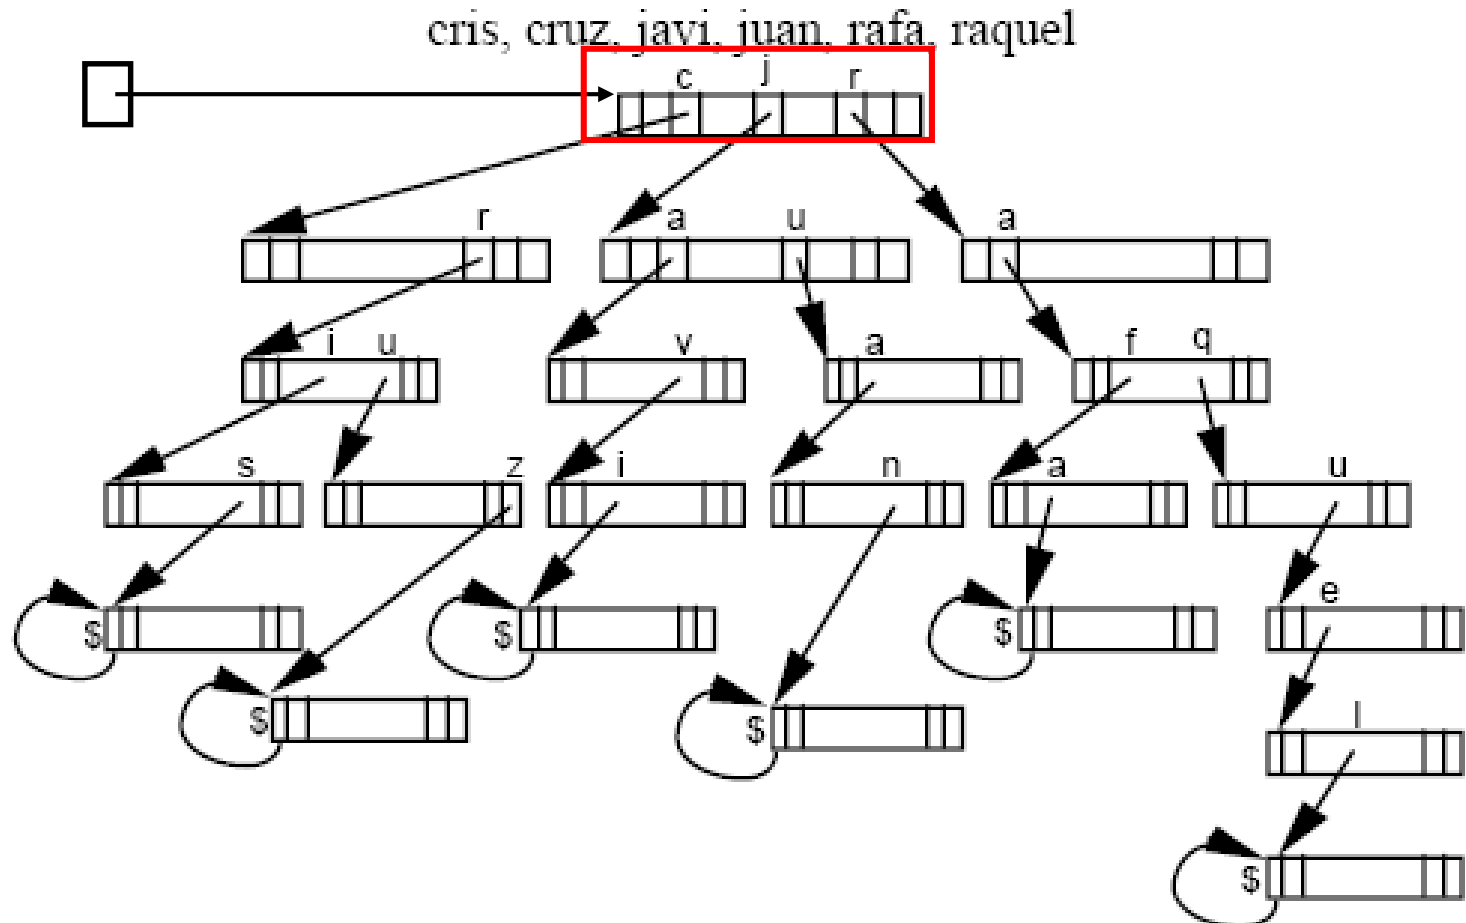 cris, cruz, javi, juan, rafa, raquel
c j r
r a u a
i u v a f q
s z i n a u
e
$ $ $
l
$ $
$